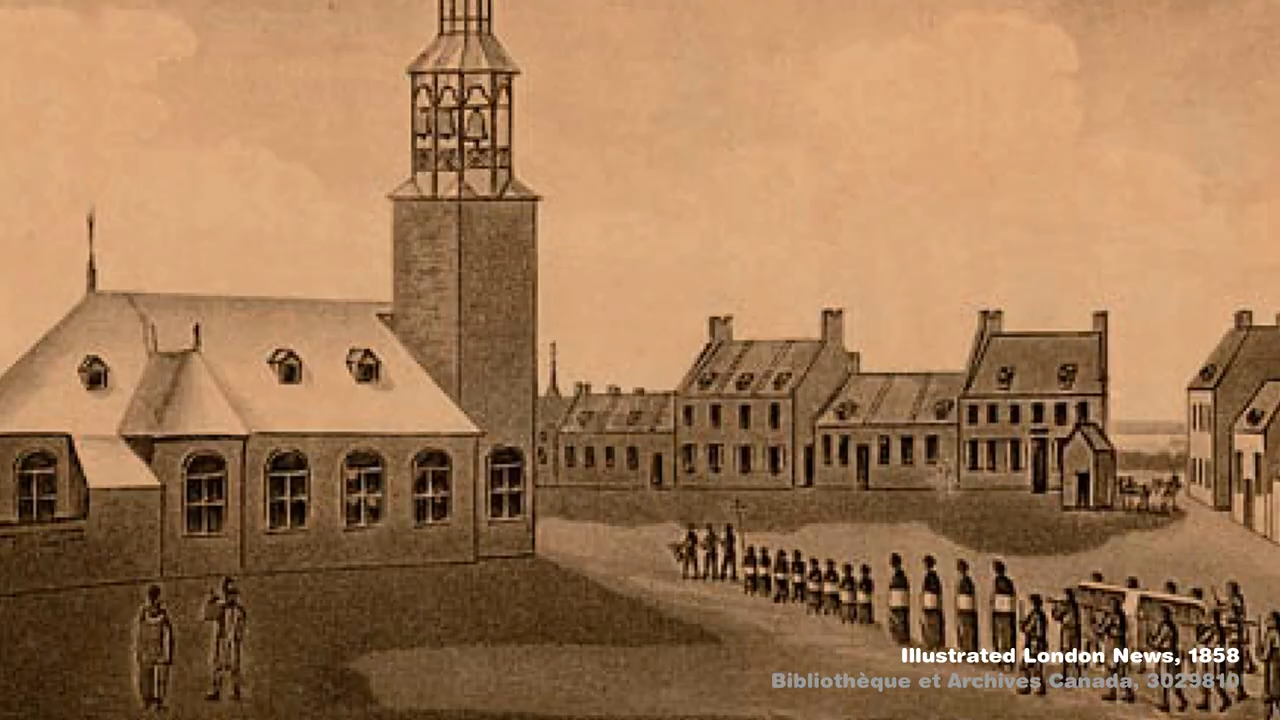 Illustrated London News, 1858
Bibliothèque et Archives Canada, 3029810